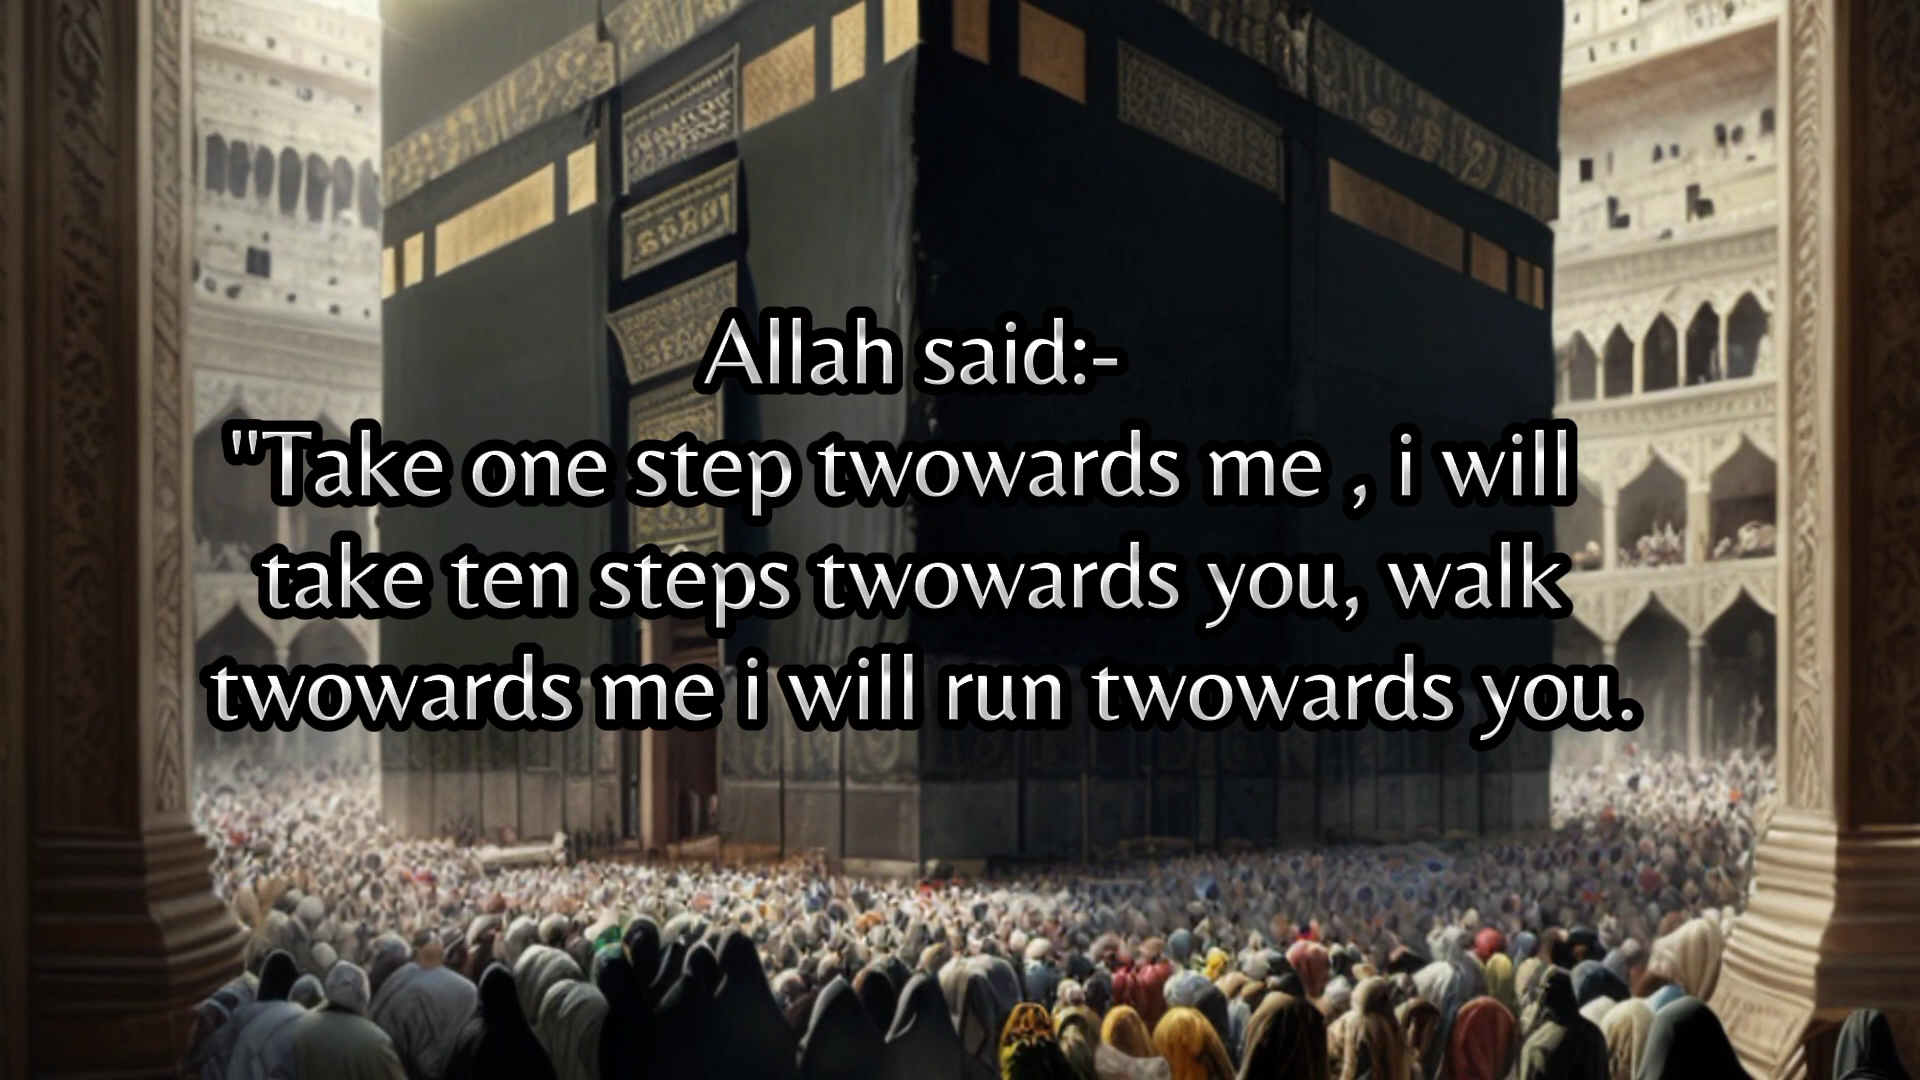 Allah said:-
"Take one step twowards me , i will
take ten steps twowards you, walk
twowards me i will run twowards you.